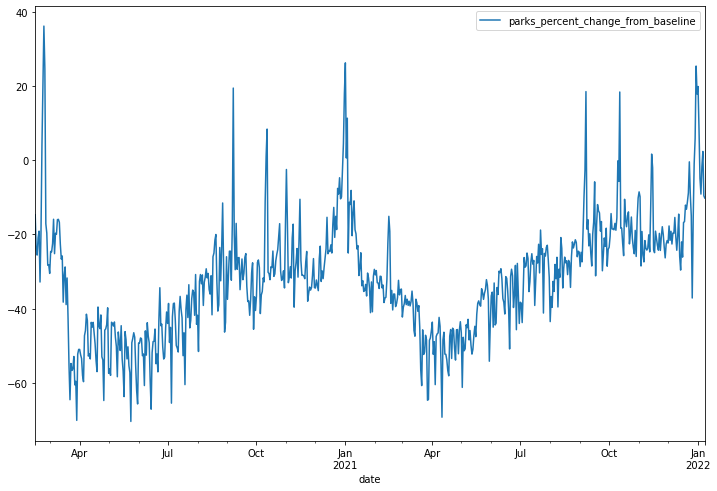 parks_percent_change_from_baseline
40
20
0
−20
−40
−60
Apr Jul Oct Jan Apr Jul Oct Jan
2021 2022
date